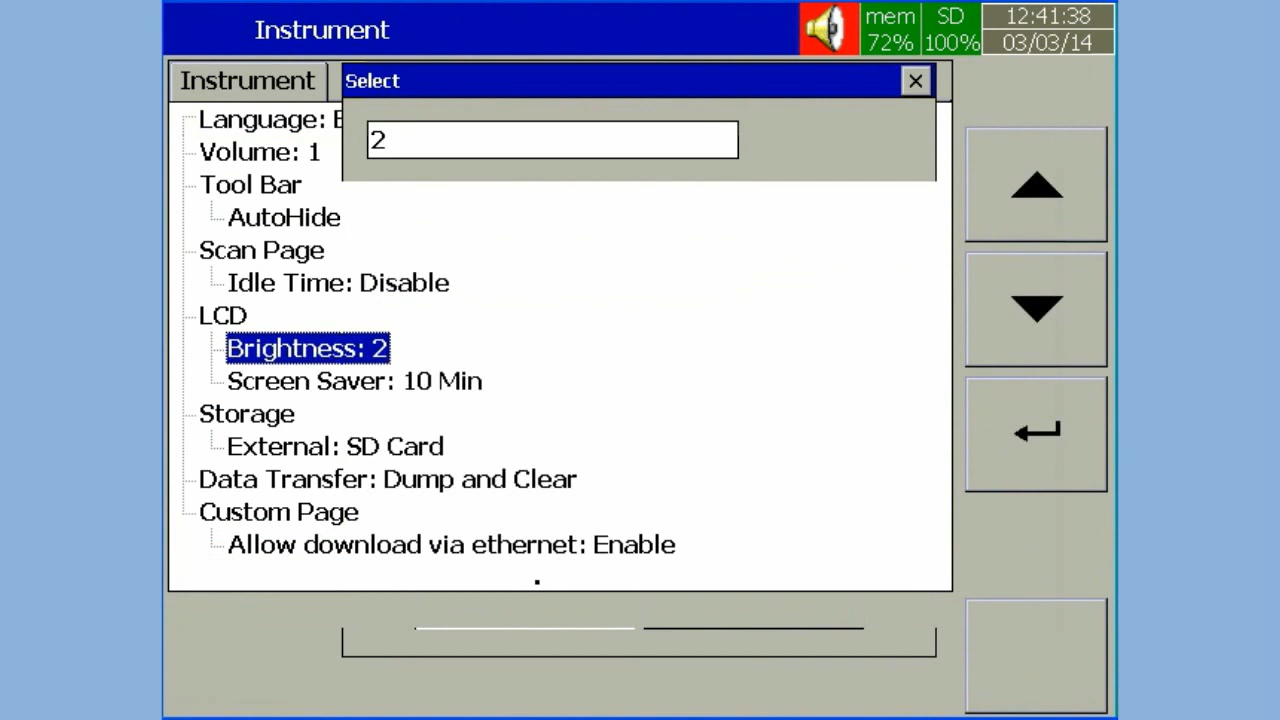 Instrument
mem 72%
SD 100%
12:41:38
03/03/14
Instrument
Select
2
Language:
Volume: 1
Tool Bar
AutoHide
Scan Page
Idle Time: Disable
LCD
Brightness: 2
Screen Saver: 10 Min
Storage
External: SD Card
Data Transfer: Dump and Clear
Custom Page
Allow download via ethernet: Enable